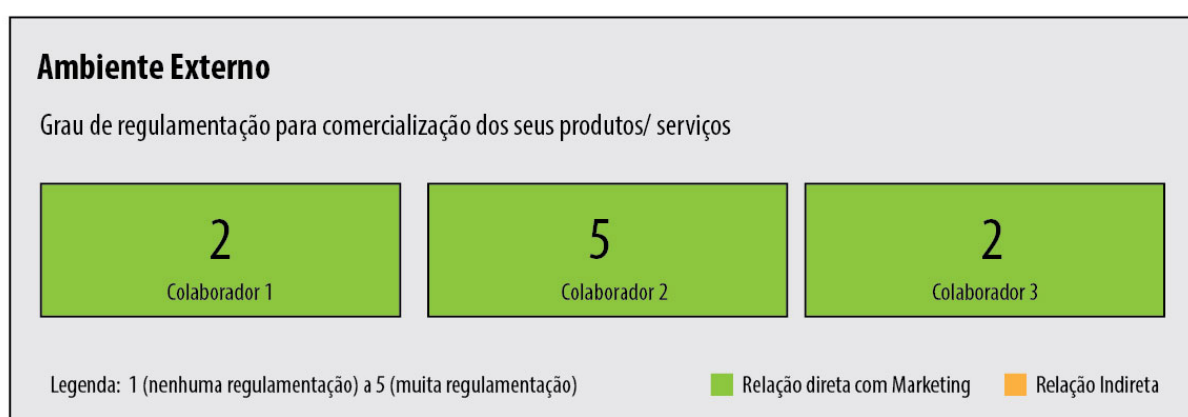 Ambiente Externo
Grau de regulamentação para comercialização dos seus produtos/ serviços
2
Colaborador 1
5
Colaborador 2
2
Colaborador 3
Legenda: 1 (nenhuma regulamentação) a 5 (muita regulamentação)
Relação direta com Marketing
Relação Indireta